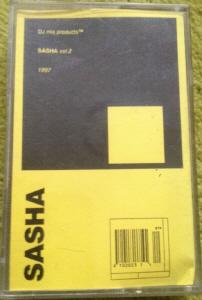 DJ mix products™
SASHA vol.2
1997
SASHA